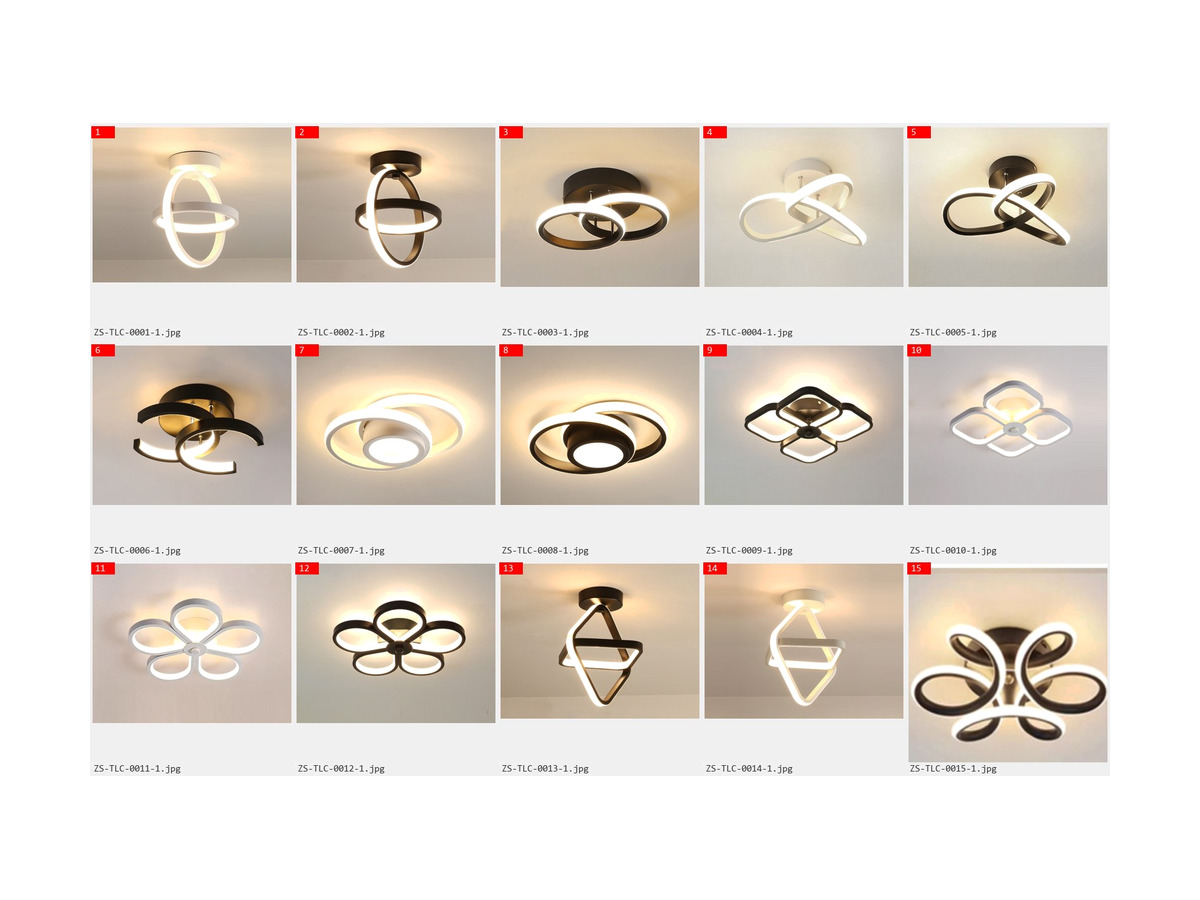 1 2 3 4 5
ZS-TLC-0001-1.jpg ZS-TLC-0002-1.jpg ZS-TLC-0003-1.jpg ZS-TLC-0004-1.jpg ZS-TLC-0005-1.jpg
6 7 8 9 10
ZS-TLC-0006-1.jpg ZS-TLC-0007-1.jpg ZS-TLC-0008-1.jpg ZS-TLC-0009-1.jpg ZS-TLC-0010-1.jpg
11 12 13 14 15
ZS-TLC-0011-1.jpg ZS-TLC-0012-1.jpg ZS-TLC-0013-1.jpg ZS-TLC-0014-1.jpg ZS-TLC-0015-1.jpg